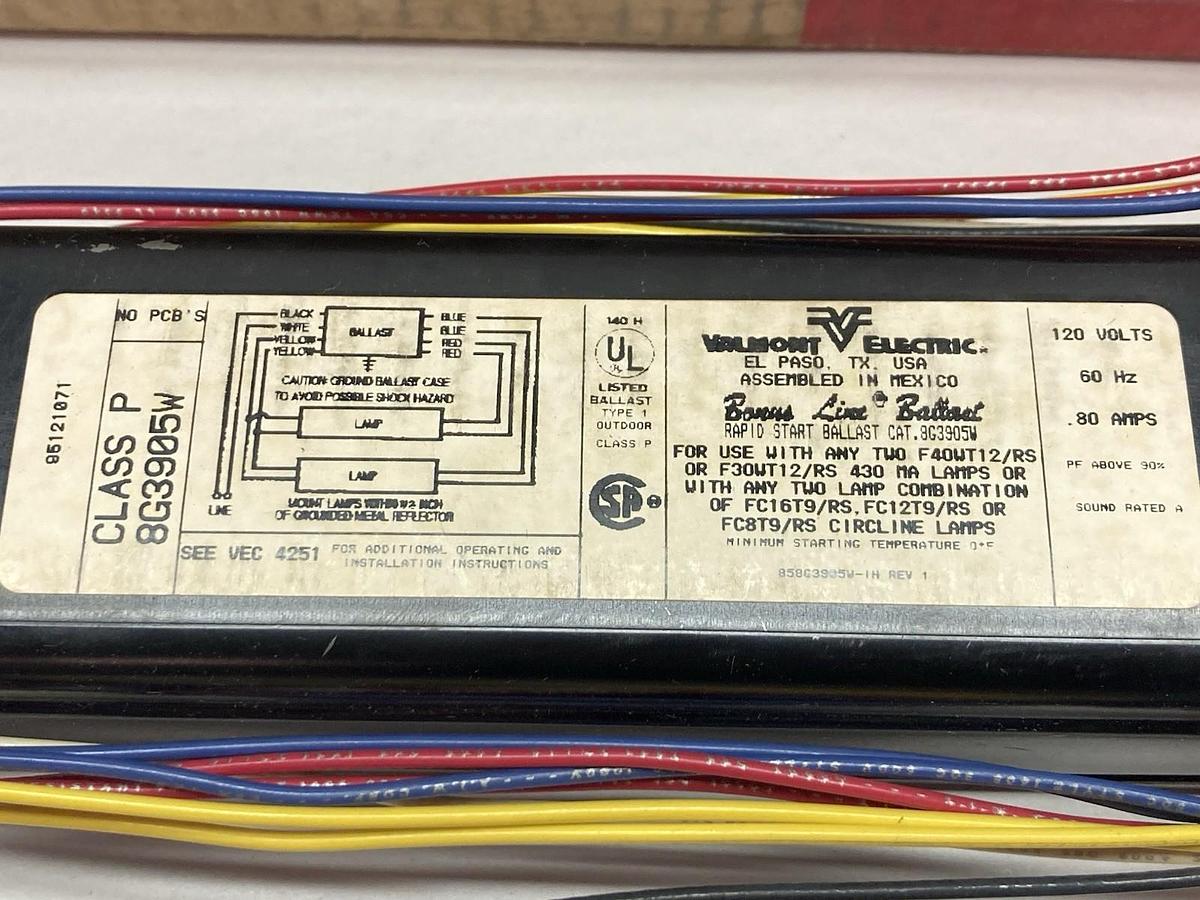 95121071
CLASS P
8G3905W
NO PCB'S
BLACK
WHITE
YELLOW
YELLOW
BALLAST
BLUE
BLUE
RED
RED
CAUTION: GROUND BALLAST CASE
TO AVOID POSSIBLE SHOCK HAZARD
LAMP
LAMP
LINE
MOUNT LAMPS WITHIN 1/2 INCH
OF GROUNDED METAL REFLECTOR
SEE VEC 4251 FOR ADDITIONAL OPERATING AND
INSTALLATION INSTRUCTIONS
140 H
UL
LISTED
BALLAST
TYPE 1
OUTDOOR
CLASS P
SA®
VALMONT ELECTRIC
EL PASO, TX. USA
ASSEMBLED IN MEXICO
Bonus Line® Ballast
RAPID START BALLAST CAT.8G3905W
FOR USE WITH ANY TWO F40WT12/RS
OR F30WT12/RS 430 MA LAMPS OR
WITH ANY TWO LAMP COMBINATION
OF FC16T9/RS,FC12T9/RS OR
FC8T9/RS CIRCLINE LAMPS
MINIMUM STARTING TEMPERATURE 0°F
858G3905W-IH REV 1
120 VOLTS
60 Hz
.80 AMPS
PF ABOVE 90%
SOUND RATED A